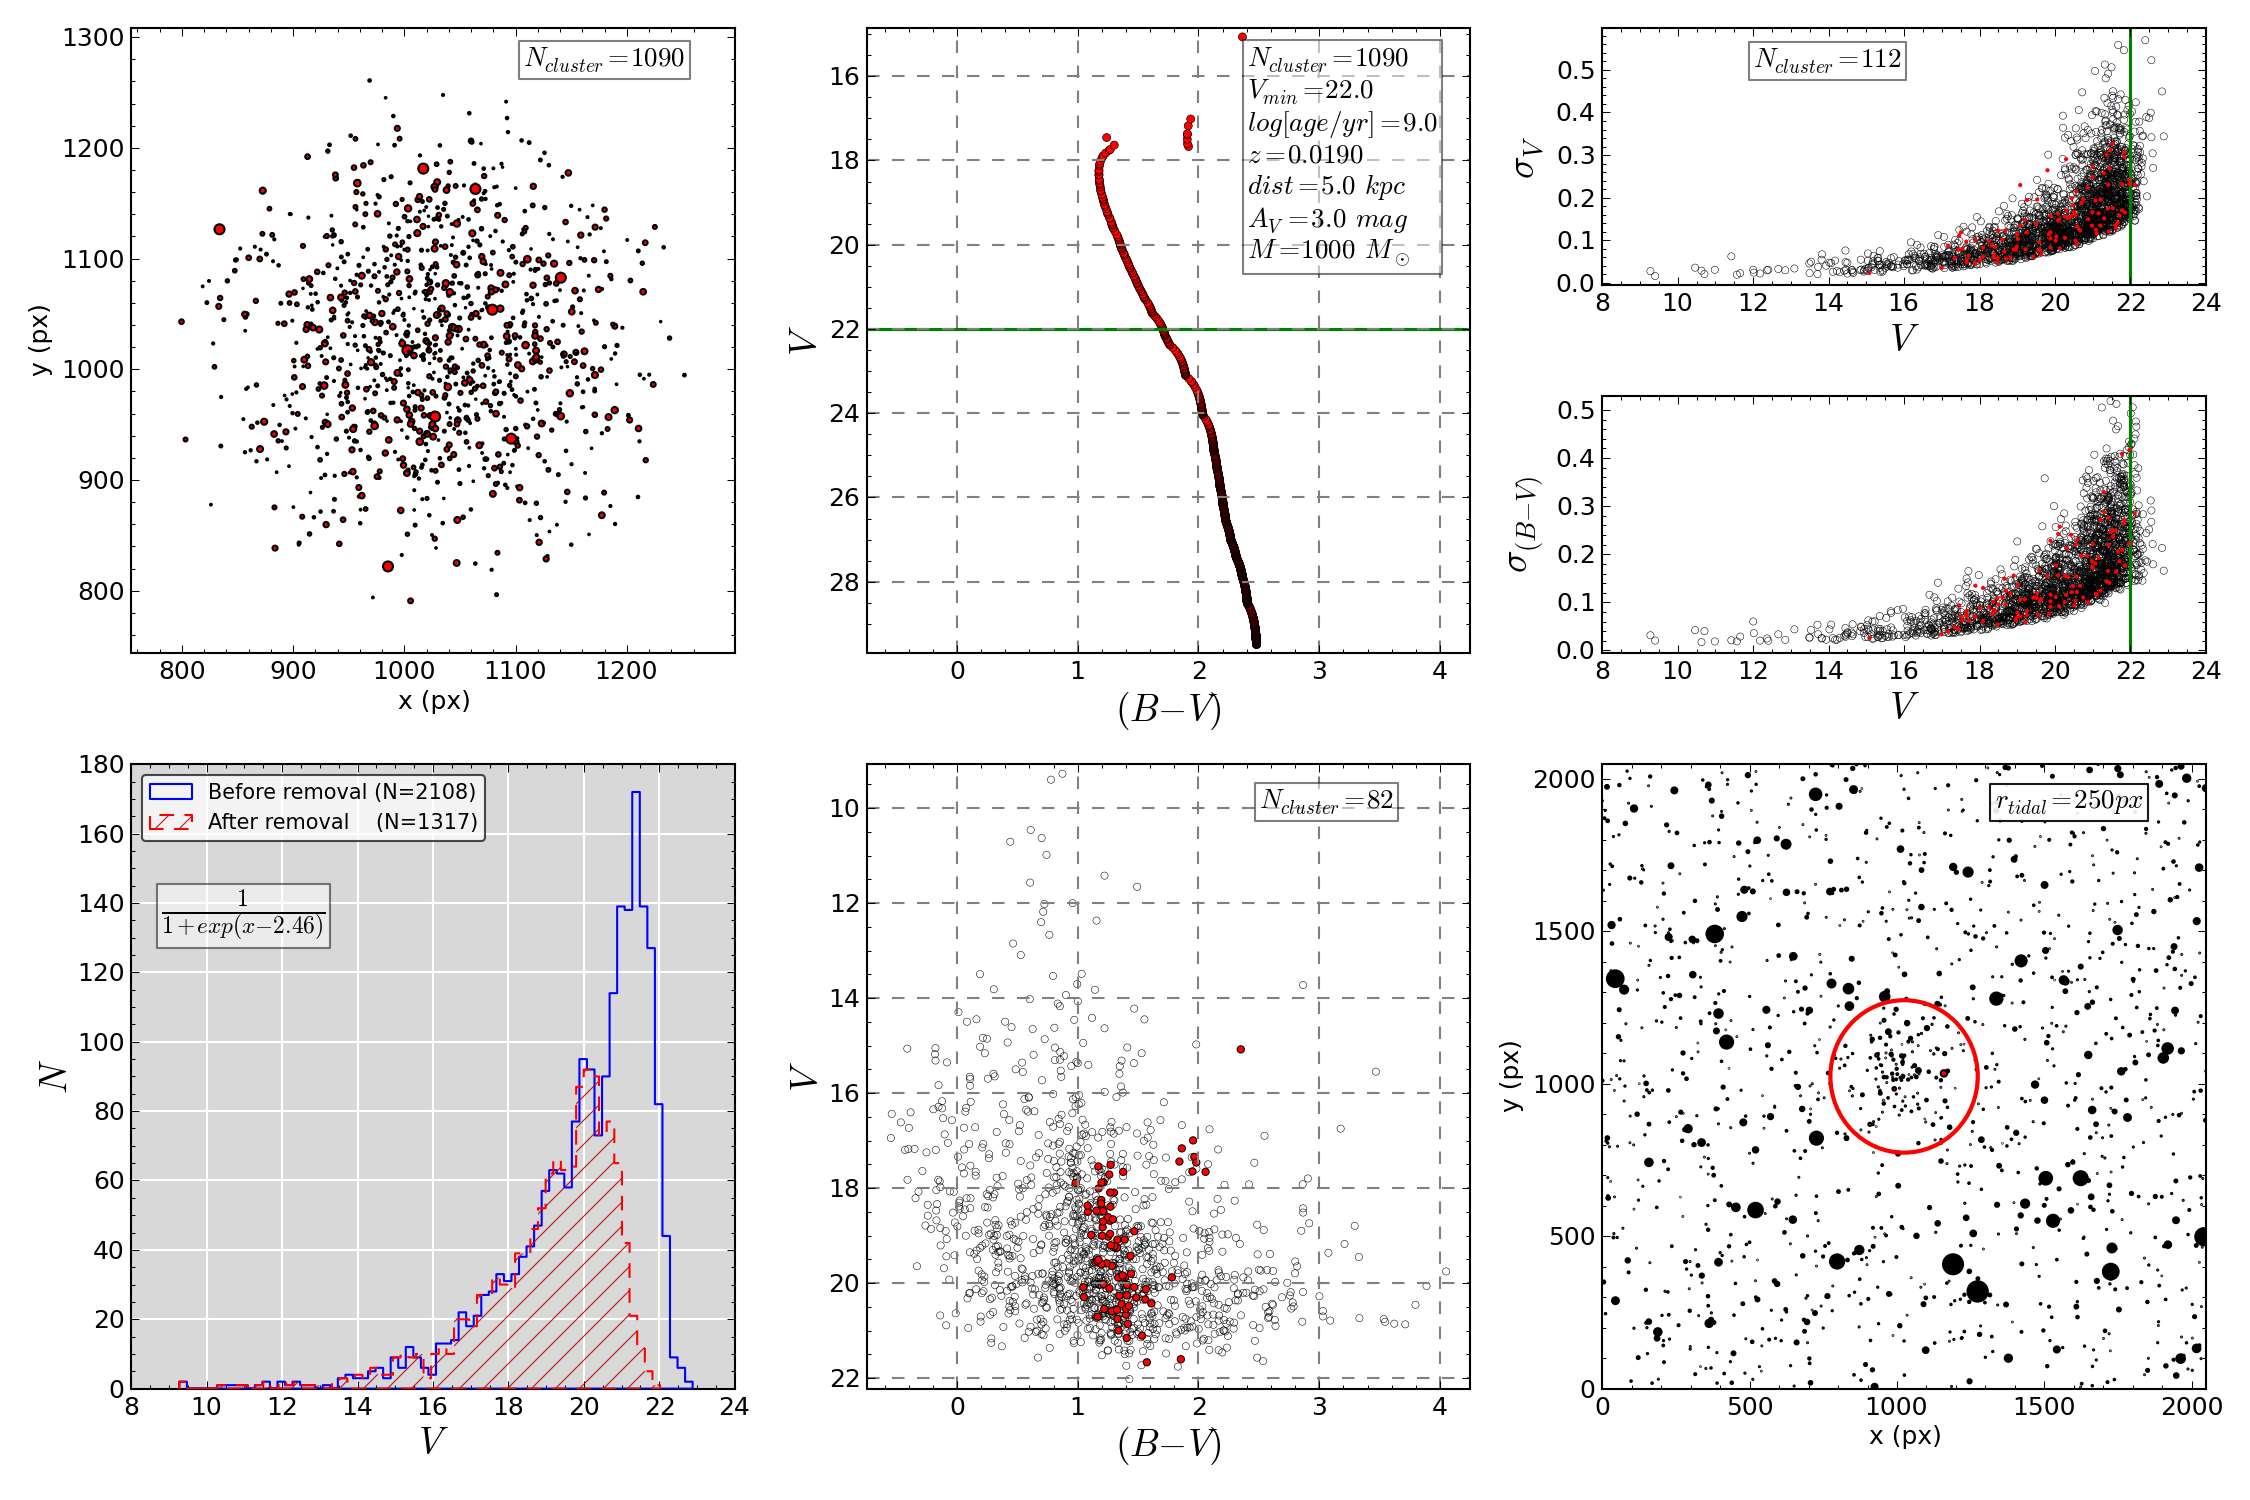 N_cluster=1090
1300
1200
1100
1000
900
800
y (px)
800 900 1000 1100 1200
x (px)
N_cluster=1090
V_min=22.0
log[age/yr]=9.0
z=0.0190
dist=5.0 kpc
A_V=3.0 mag
M=1000 M_⊙
16
18
20
22
24
26
28
V
0 1 2 3 4
(B−V)
N_cluster=112
0.5
0.4
0.3
0.2
0.1
0.0
σ_V
8 10 12 14 16 18 20 22 24
V
0.5
0.4
0.3
0.2
0.1
0.0
σ_(B−V)
8 10 12 14 16 18 20 22 24
V
Before removal (N=2108)
After removal (N=1317)
1
1+exp(x−2.46)
180
160
140
120
100
80
60
40
20
0
N
8 10 12 14 16 18 20 22 24
V
N_cluster=82
10
12
14
16
18
20
22
V
0 1 2 3 4
(B−V)
r_tidal=250px
2000
1500
1000
500
0
y (px)
0 500 1000 1500 2000
x (px)